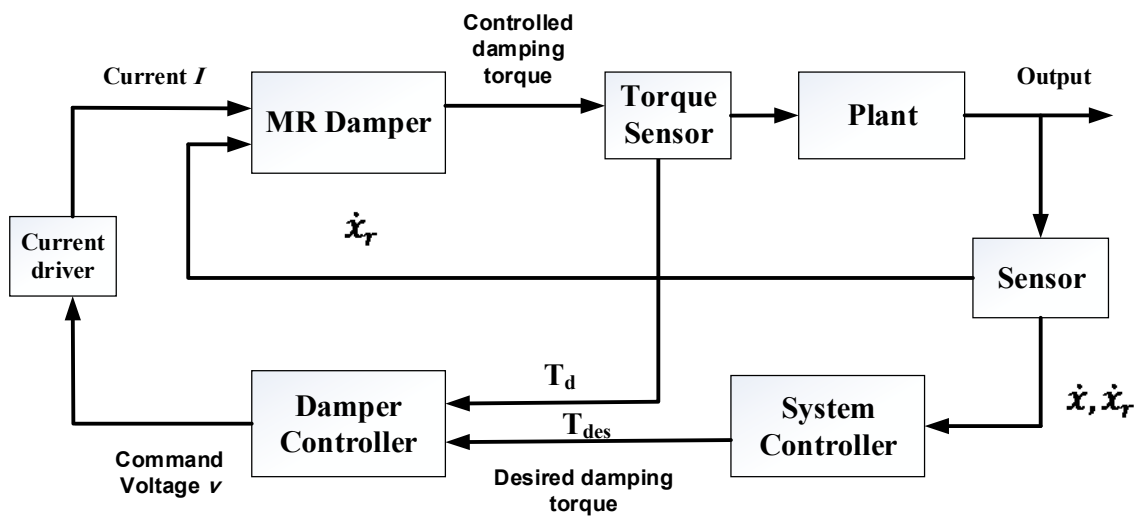 Controlled
damping
torque
Current I
Output
MR Damper
Torque
Sensor
Plant
ẋr
Current
driver
Sensor
Td
Tdes
Damper
Controller
System
Controller
ẋ, ẋr
Command
Voltage v
Desired damping
torque